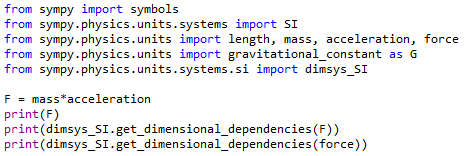 from sympy import symbols
from sympy.physics.units.systems import SI
from sympy.physics.units import length, mass, acceleration, force
from sympy.physics.units import gravitational_constant as G
from sympy.physics.units.systems.si import dimsys_SI
F = mass*acceleration
print(F)
print(dimsys_SI.get_dimensional_dependencies(F))
print(dimsys_SI.get_dimensional_dependencies(force))